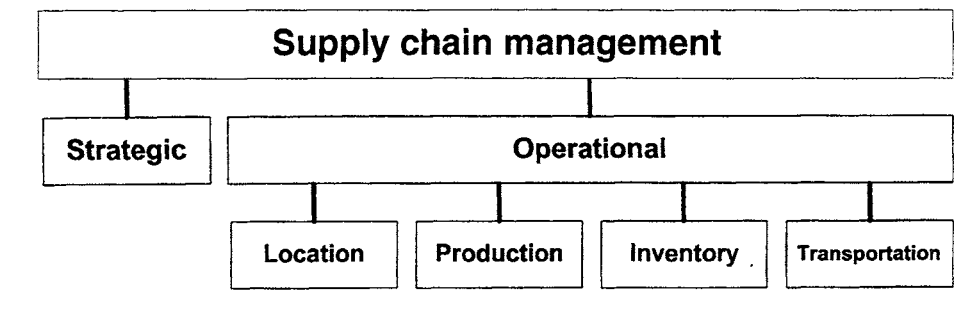 Supply chain management
Strategic
Operational
Location
Production
Inventory
Transportation